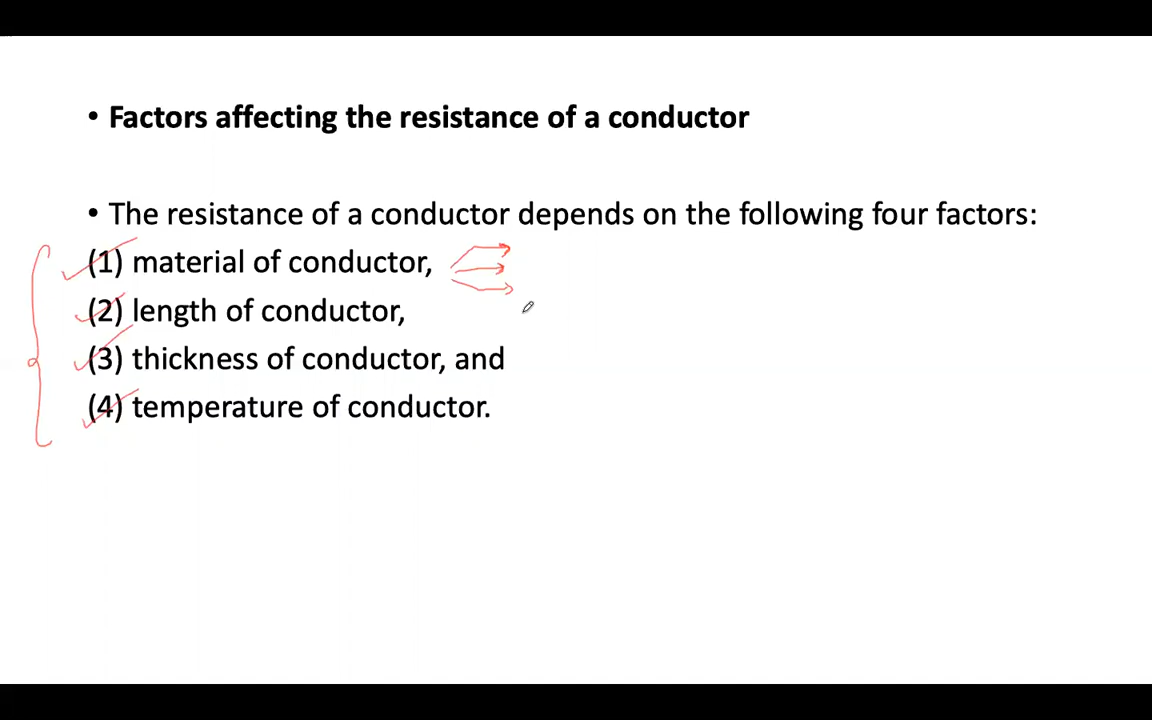 • Factors affecting the resistance of a conductor
• The resistance of a conductor depends on the following four factors:
(1) material of conductor,
(2) length of conductor,
(3) thickness of conductor, and
(4) temperature of conductor.